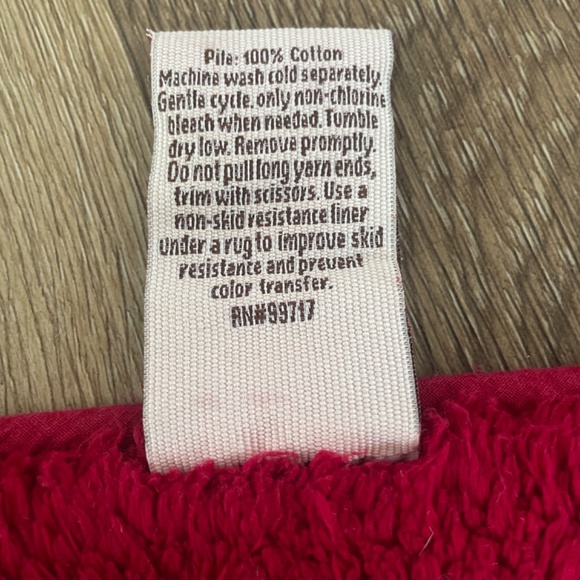 Pile: 100% Cotton
Machine wash cold separately.
Gentle cycle, only non-chlorine
bleach when needed. Tumble
dry low. Remove promptly.
Do not pull long yarn ends,
trim with scissors. Use a
non-skid resistance liner
under a rug to improve skid
resistance and prevent
color transfer.
RN#99717